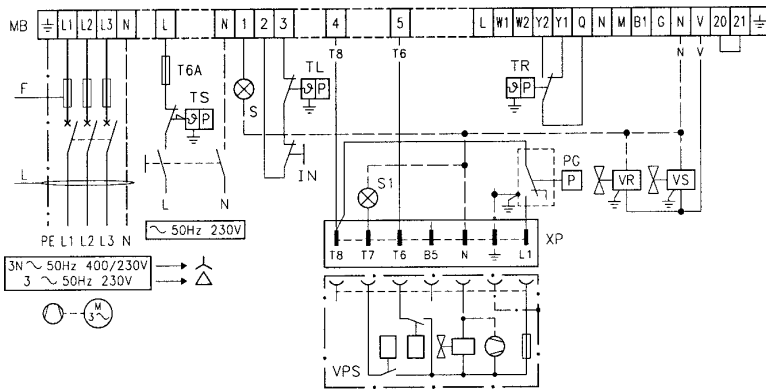 MB L1 L2 L3 N L N 1 2 3 4 5 L W1 W2 Y2 Y1 Q N M B1 G N V 20 21
T8 T6 N V
F T6A TS ϑ P S TL ϑ P TR ϑ P
IN S1 PG P VR VS
L
L N
PE L1 L2 L3 N
~ 50Hz 230V
XP
T8 T7 T6 B5 N L1
3N ~ 50Hz 400/230V
3 ~ 50Hz 230V
M
3~
VPS